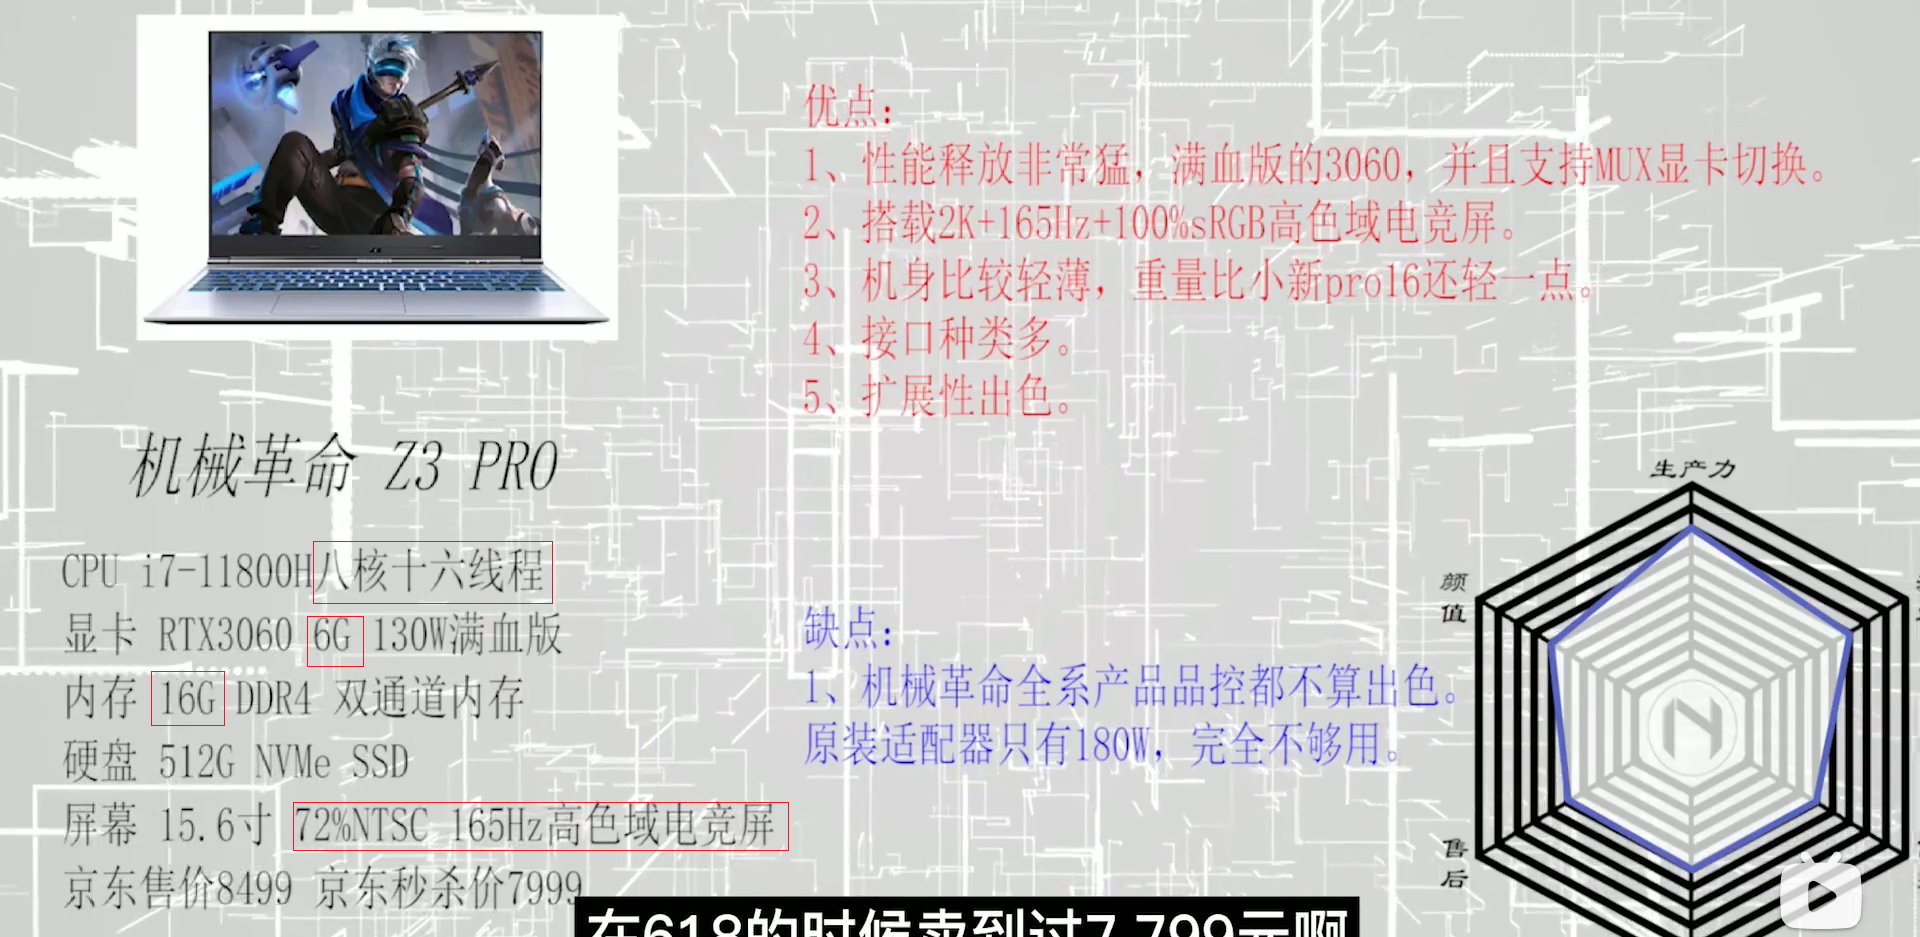 优点：
1、性能释放非常猛，满血版的3060，并且支持MUX显卡切换。
2、搭载2K+165Hz+100%sRGB高色域电竞屏。
3、机身比较轻薄，重量比小新pro16还轻一点。
4、接口种类多。
5、扩展性出色。
机械革命 Z3 PRO
CPU i7-11800H八核十六线程
显卡 RTX3060 6G 130W满血版
内存 16G DDR4 双通道内存
硬盘 512G NVMe SSD
屏幕 15.6寸 72%NTSC 165Hz高色域电竞屏
京东售价8499 京东秒杀价7999
缺点：
1、机械革命全系产品品控都不算出色。
原装适配器只有180W，完全不够用。
生产力
颜值
售后
N
在618的时候卖到过7,799元啊